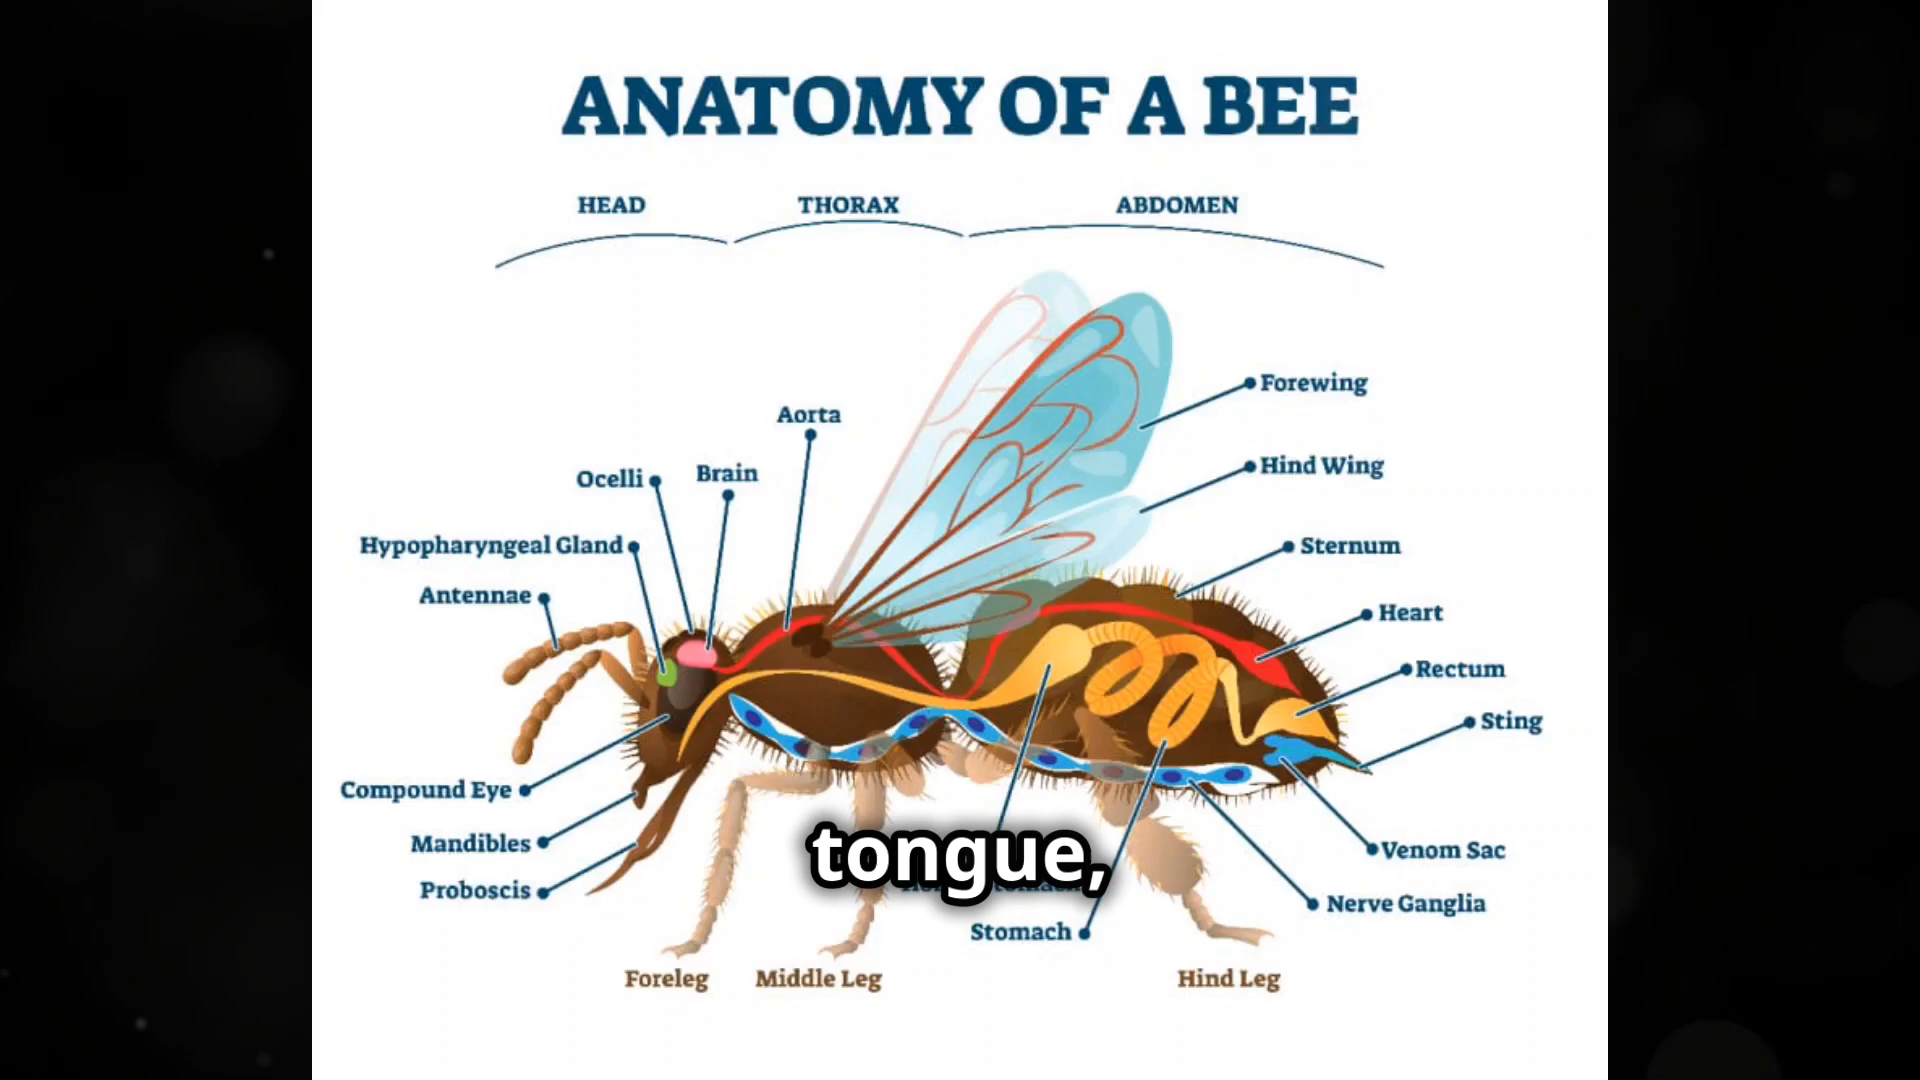 ANATOMY OF A BEE
HEAD
THORAX
ABDOMEN
Forewing
Aorta
Hind Wing
Brain
Ocelli
Hypopharyngeal Gland
Sternum
Antennae
Heart
Rectum
Sting
Compound Eye
Mandibles
Venom Sac
tongue,
Proboscis
Nerve Ganglia
Stomach
Foreleg
Middle Leg
Hind Leg